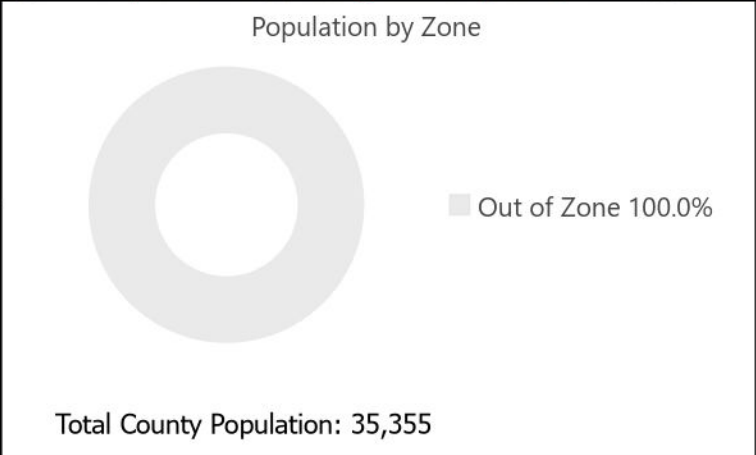 Population by Zone
Out of Zone 100.0%
Total County Population: 35,355